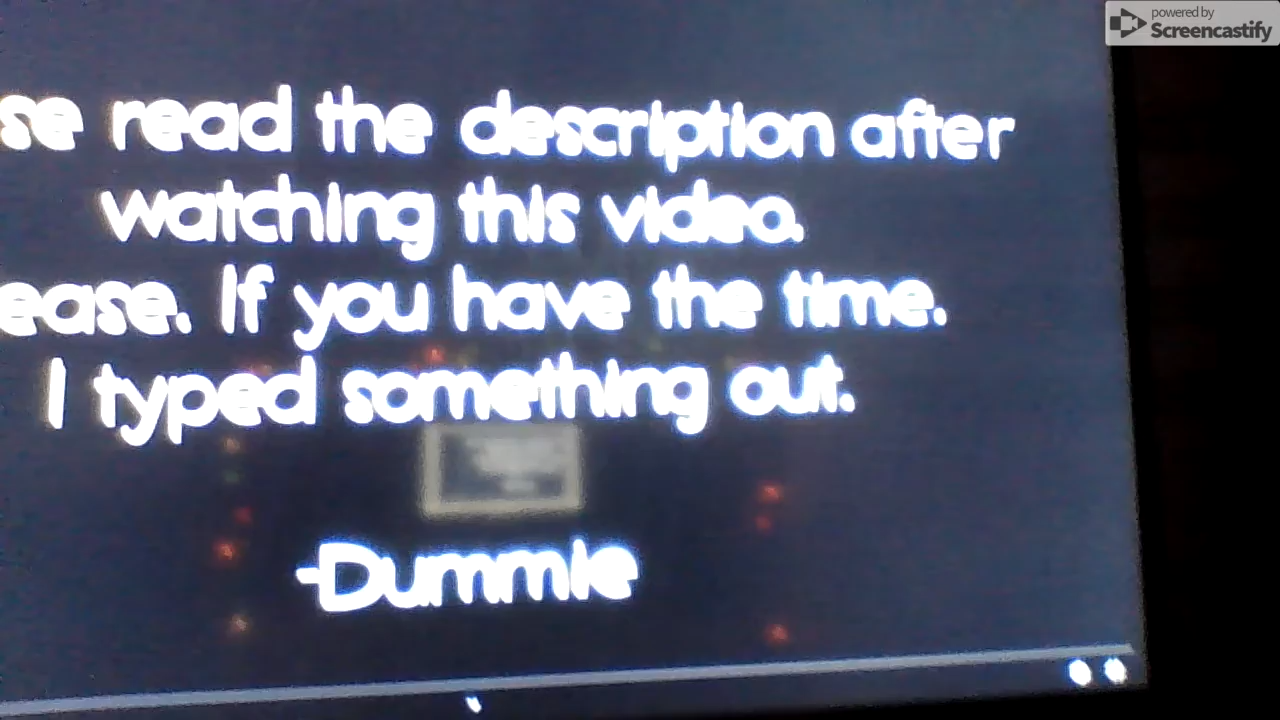 powered by
Screencastify
se read the description after
watching this video.
ease. If you have the time.
I typed something out.
-Dummie